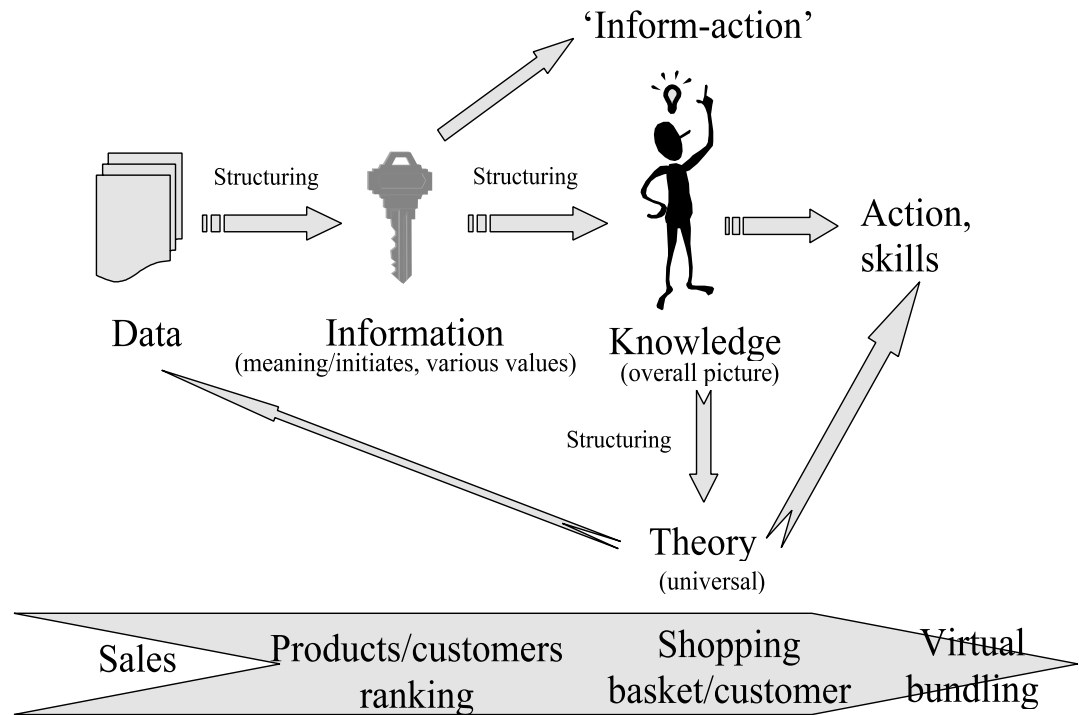 ‘Inform-action’
Structuring
Structuring
Action,
skills
Data
Information
(meaning/initiates, various values)
Knowledge
(overall picture)
Structuring
Theory
(universal)
Sales
Products/customers
ranking
Shopping
basket/customer
Virtual
bundling